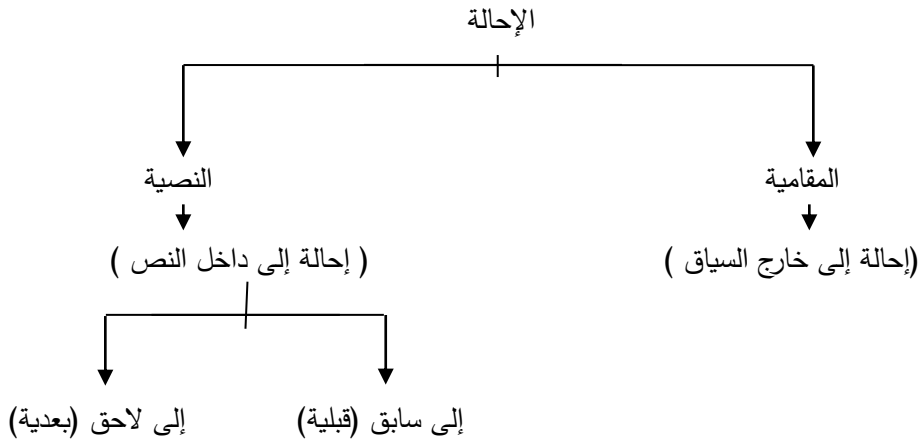 الإحالة
المقامية
النصية
(إحالة إلى خارج السياق )
( إحالة إلى داخل النص )
إلى سابق (قبلية)
إلى لاحق (بعدية)